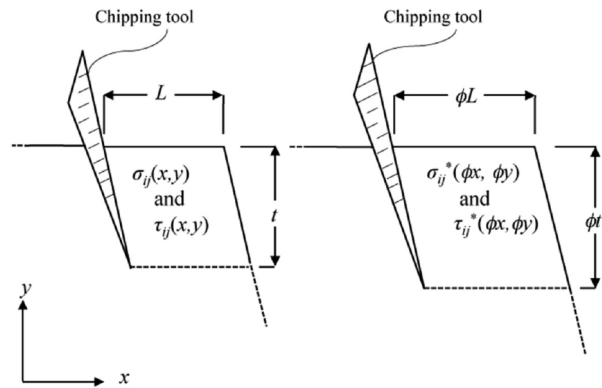 Chipping tool
L
σij(x,y)
and
τij(x,y)
t
y
x
Chipping tool
ϕL
σij*(ϕx, ϕy)
and
τij*(ϕx,ϕy)
ϕt